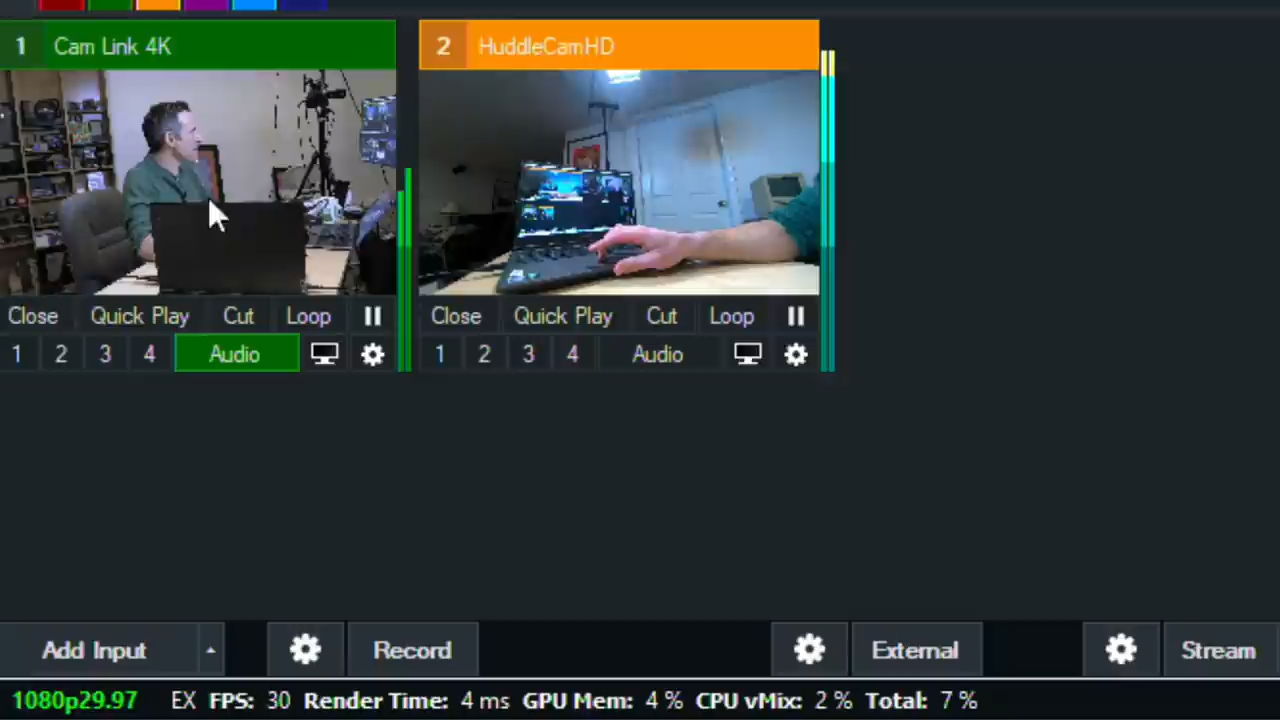 1 Cam Link 4K
2 HuddleCamHD
Close Quick Play Cut Loop
Close Quick Play Cut Loop
1 2 3 4 Audio
1 2 3 4 Audio
Add Input Record External Stream
1080p29.97 EX FPS: 30 Render Time: 4 ms GPU Mem: 4 % CPU vMix: 2 % Total: 7 %